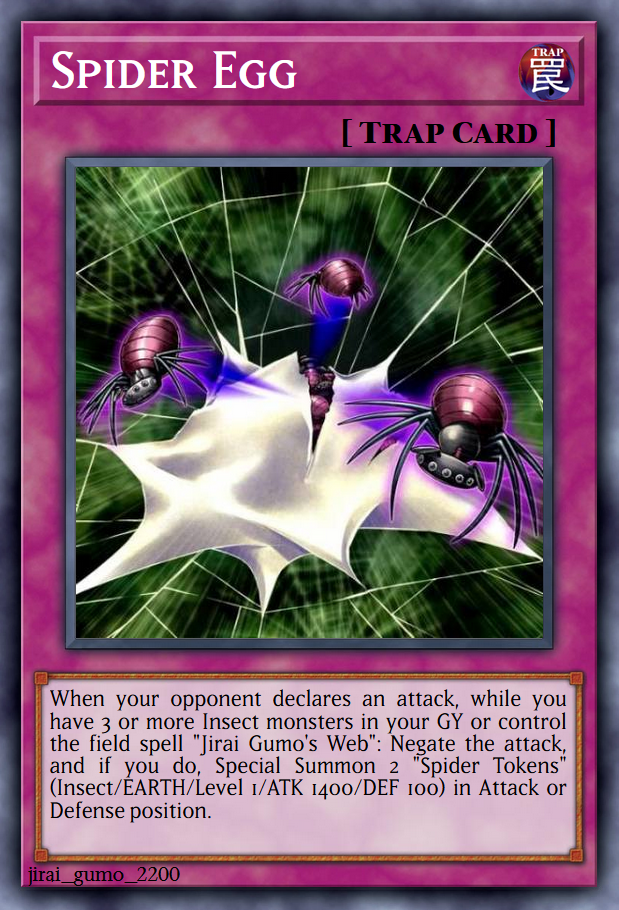 Spider Egg
TRAP
罠
[ Trap Card ]
When your opponent declares an attack, while you
have 3 or more Insect monsters in your GY or control
the field spell "Jirai Gumo's Web": Negate the attack,
and if you do, Special Summon 2 "Spider Tokens"
(Insect/EARTH/Level 1/ATK 1400/DEF 100) in Attack or
Defense position.
jirai_gumo_2200